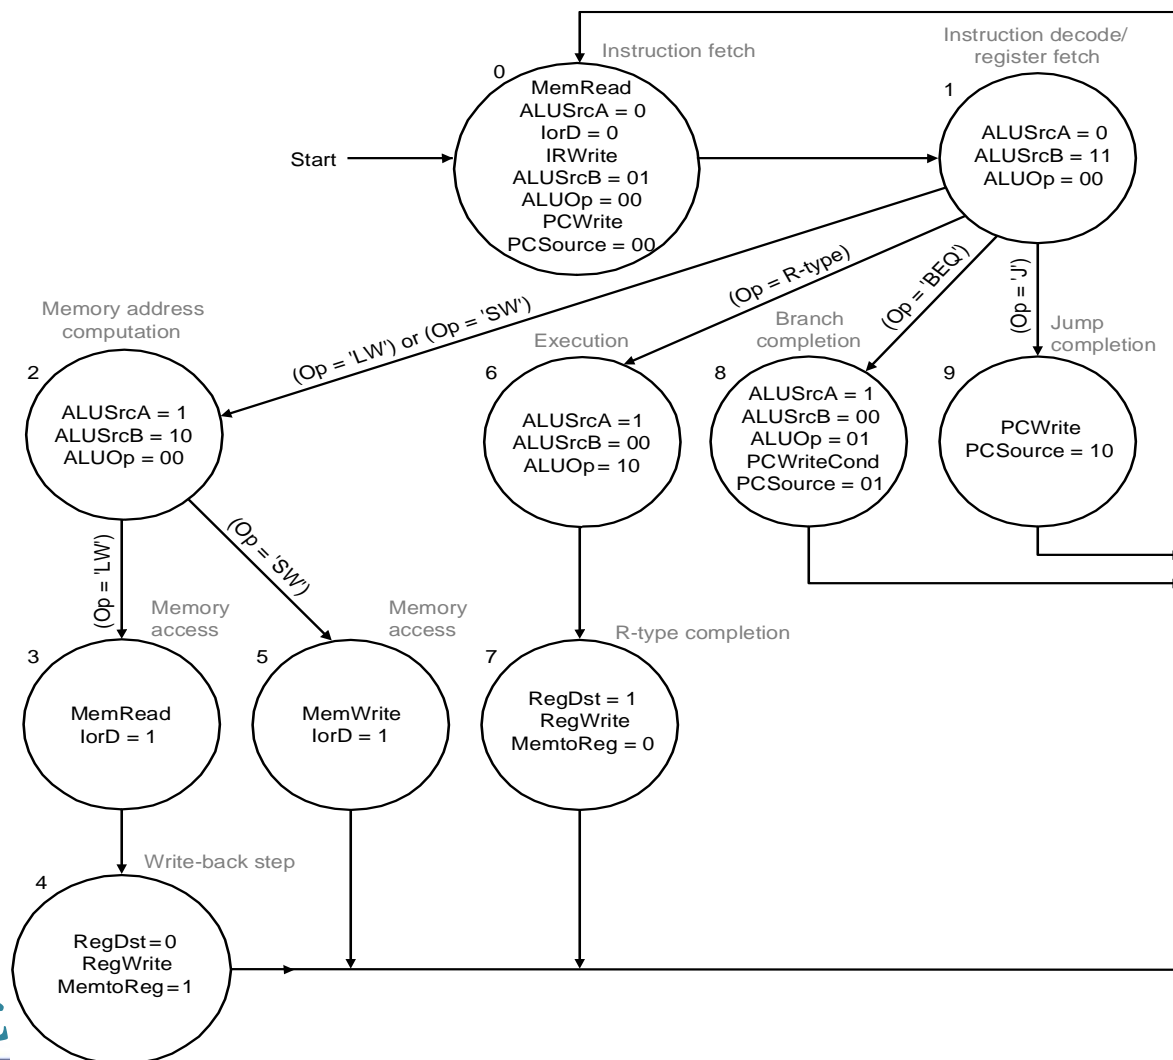 Instruction fetch
0
MemRead
ALUSrcA = 0
IorD = 0
IRWrite
ALUSrcB = 01
ALUOp = 00
PCWrite
PCSource = 00
Start
Instruction decode/
register fetch
1
ALUSrcA = 0
ALUSrcB = 11
ALUOp = 00
(Op = 'LW') or (Op = 'SW')
(Op = R-type)
(Op = 'BEQ')
(Op = 'J')
Memory address
computation
2
ALUSrcA = 1
ALUSrcB = 10
ALUOp = 00
Execution
6
ALUSrcA =1
ALUSrcB = 00
ALUOp= 10
Branch
completion
8
ALUSrcA = 1
ALUSrcB = 00
ALUOp = 01
PCWriteCond
PCSource = 01
Jump
completion
9
PCWrite
PCSource = 10
(Op = 'LW')
(Op = 'SW')
Memory
access
3
MemRead
IorD = 1
Memory
access
5
MemWrite
IorD = 1
R-type completion
7
RegDst = 1
RegWrite
MemtoReg = 0
Write-back step
4
RegDst=0
RegWrite
MemtoReg=1